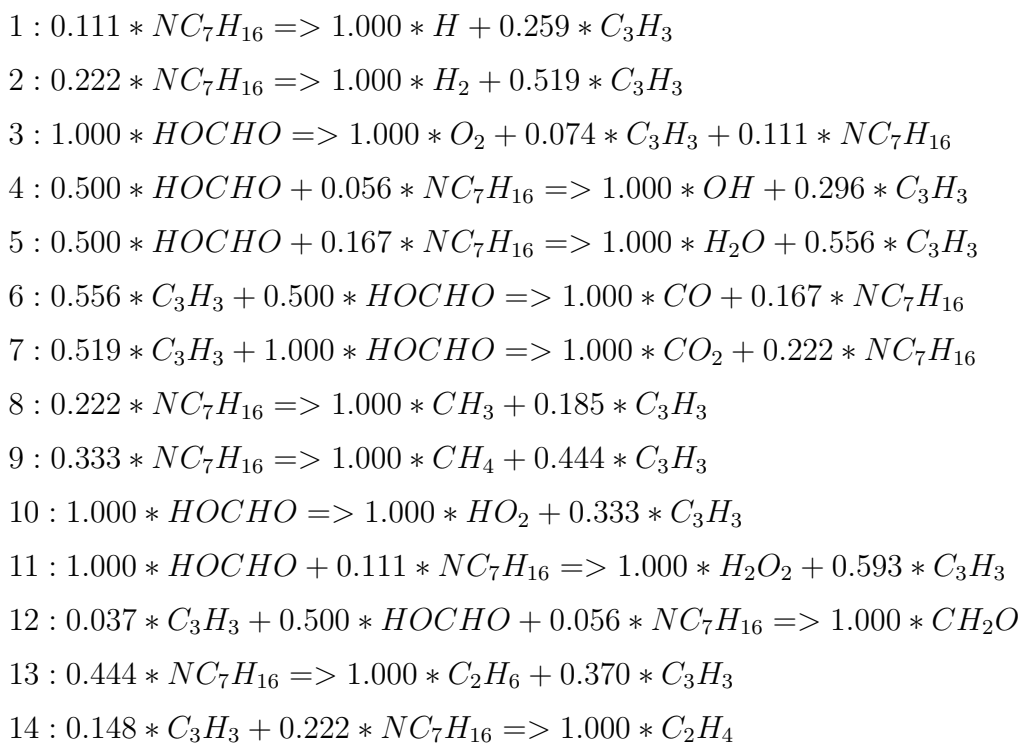 1 : 0.111 * NC₇H₁₆ => 1.000 * H + 0.259 * C₃H₃
2 : 0.222 * NC₇H₁₆ => 1.000 * H₂ + 0.519 * C₃H₃
3 : 1.000 * HOCHO => 1.000 * O₂ + 0.074 * C₃H₃ + 0.111 * NC₇H₁₆
4 : 0.500 * HOCHO + 0.056 * NC₇H₁₆ => 1.000 * OH + 0.296 * C₃H₃
5 : 0.500 * HOCHO + 0.167 * NC₇H₁₆ => 1.000 * H₂O + 0.556 * C₃H₃
6 : 0.556 * C₃H₃ + 0.500 * HOCHO => 1.000 * CO + 0.167 * NC₇H₁₆
7 : 0.519 * C₃H₃ + 1.000 * HOCHO => 1.000 * CO₂ + 0.222 * NC₇H₁₆
8 : 0.222 * NC₇H₁₆ => 1.000 * CH₃ + 0.185 * C₃H₃
9 : 0.333 * NC₇H₁₆ => 1.000 * CH₄ + 0.444 * C₃H₃
10 : 1.000 * HOCHO => 1.000 * HO₂ + 0.333 * C₃H₃
11 : 1.000 * HOCHO + 0.111 * NC₇H₁₆ => 1.000 * H₂O₂ + 0.593 * C₃H₃
12 : 0.037 * C₃H₃ + 0.500 * HOCHO + 0.056 * NC₇H₁₆ => 1.000 * CH₂O
13 : 0.444 * NC₇H₁₆ => 1.000 * C₂H₆ + 0.370 * C₃H₃
14 : 0.148 * C₃H₃ + 0.222 * NC₇H₁₆ => 1.000 * C₂H₄